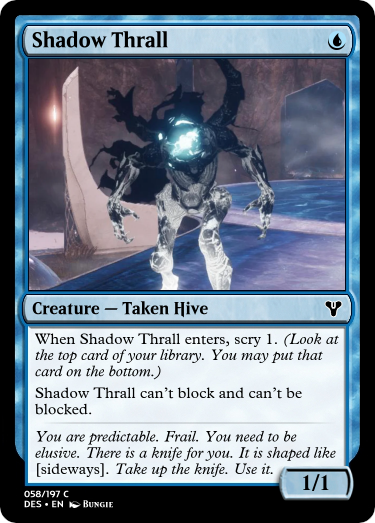 Shadow Thrall
Creature — Taken Hive
When Shadow Thrall enters, scry 1. (Look at
the top card of your library. You may put that
card on the bottom.)
Shadow Thrall can't block and can't be
blocked.
You are predictable. Frail. You need to be
elusive. There is a knife for you. It is shaped like
[sideways]. Take up the knife. Use it.
1/1
058/197 C
DES • EN Bungie